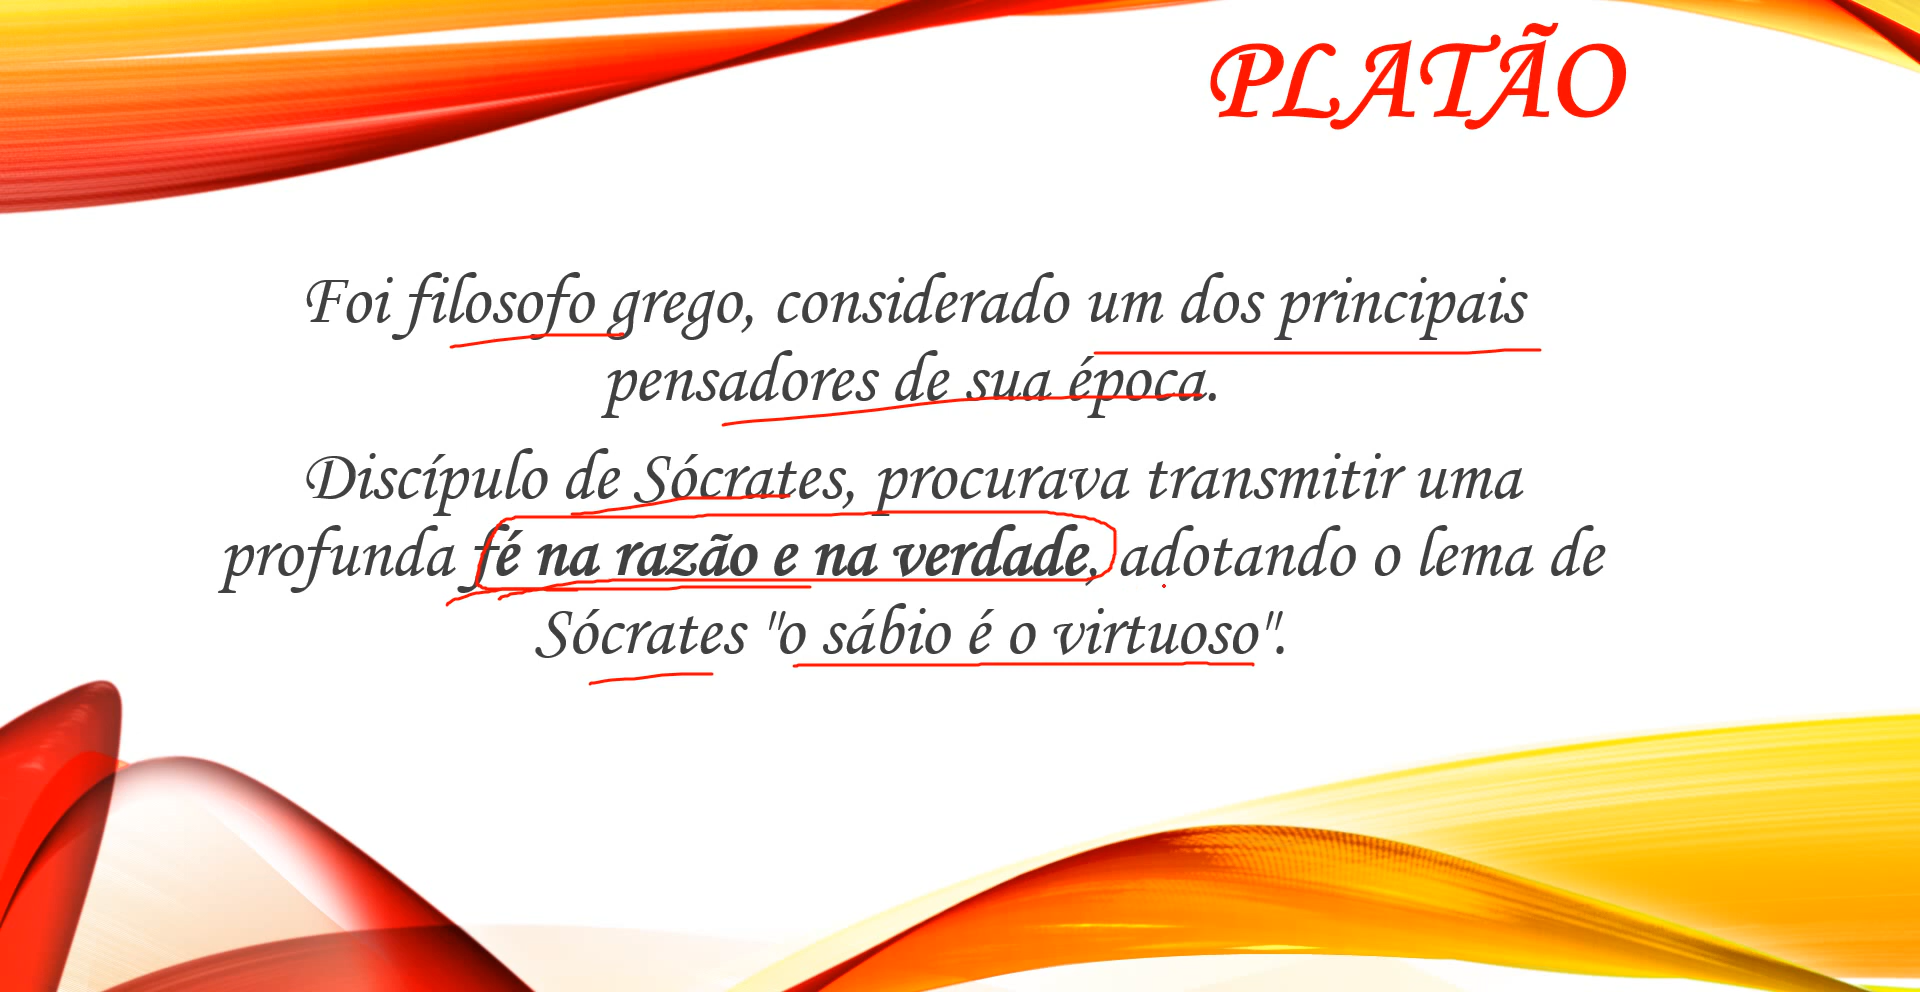 PLATÃO
Foi filosofo grego, considerado um dos principais
pensadores de sua época.
Discípulo de Sócrates, procurava transmitir uma
profunda fé na razão e na verdade, adotando o lema de
Sócrates "o sábio é o virtuoso".